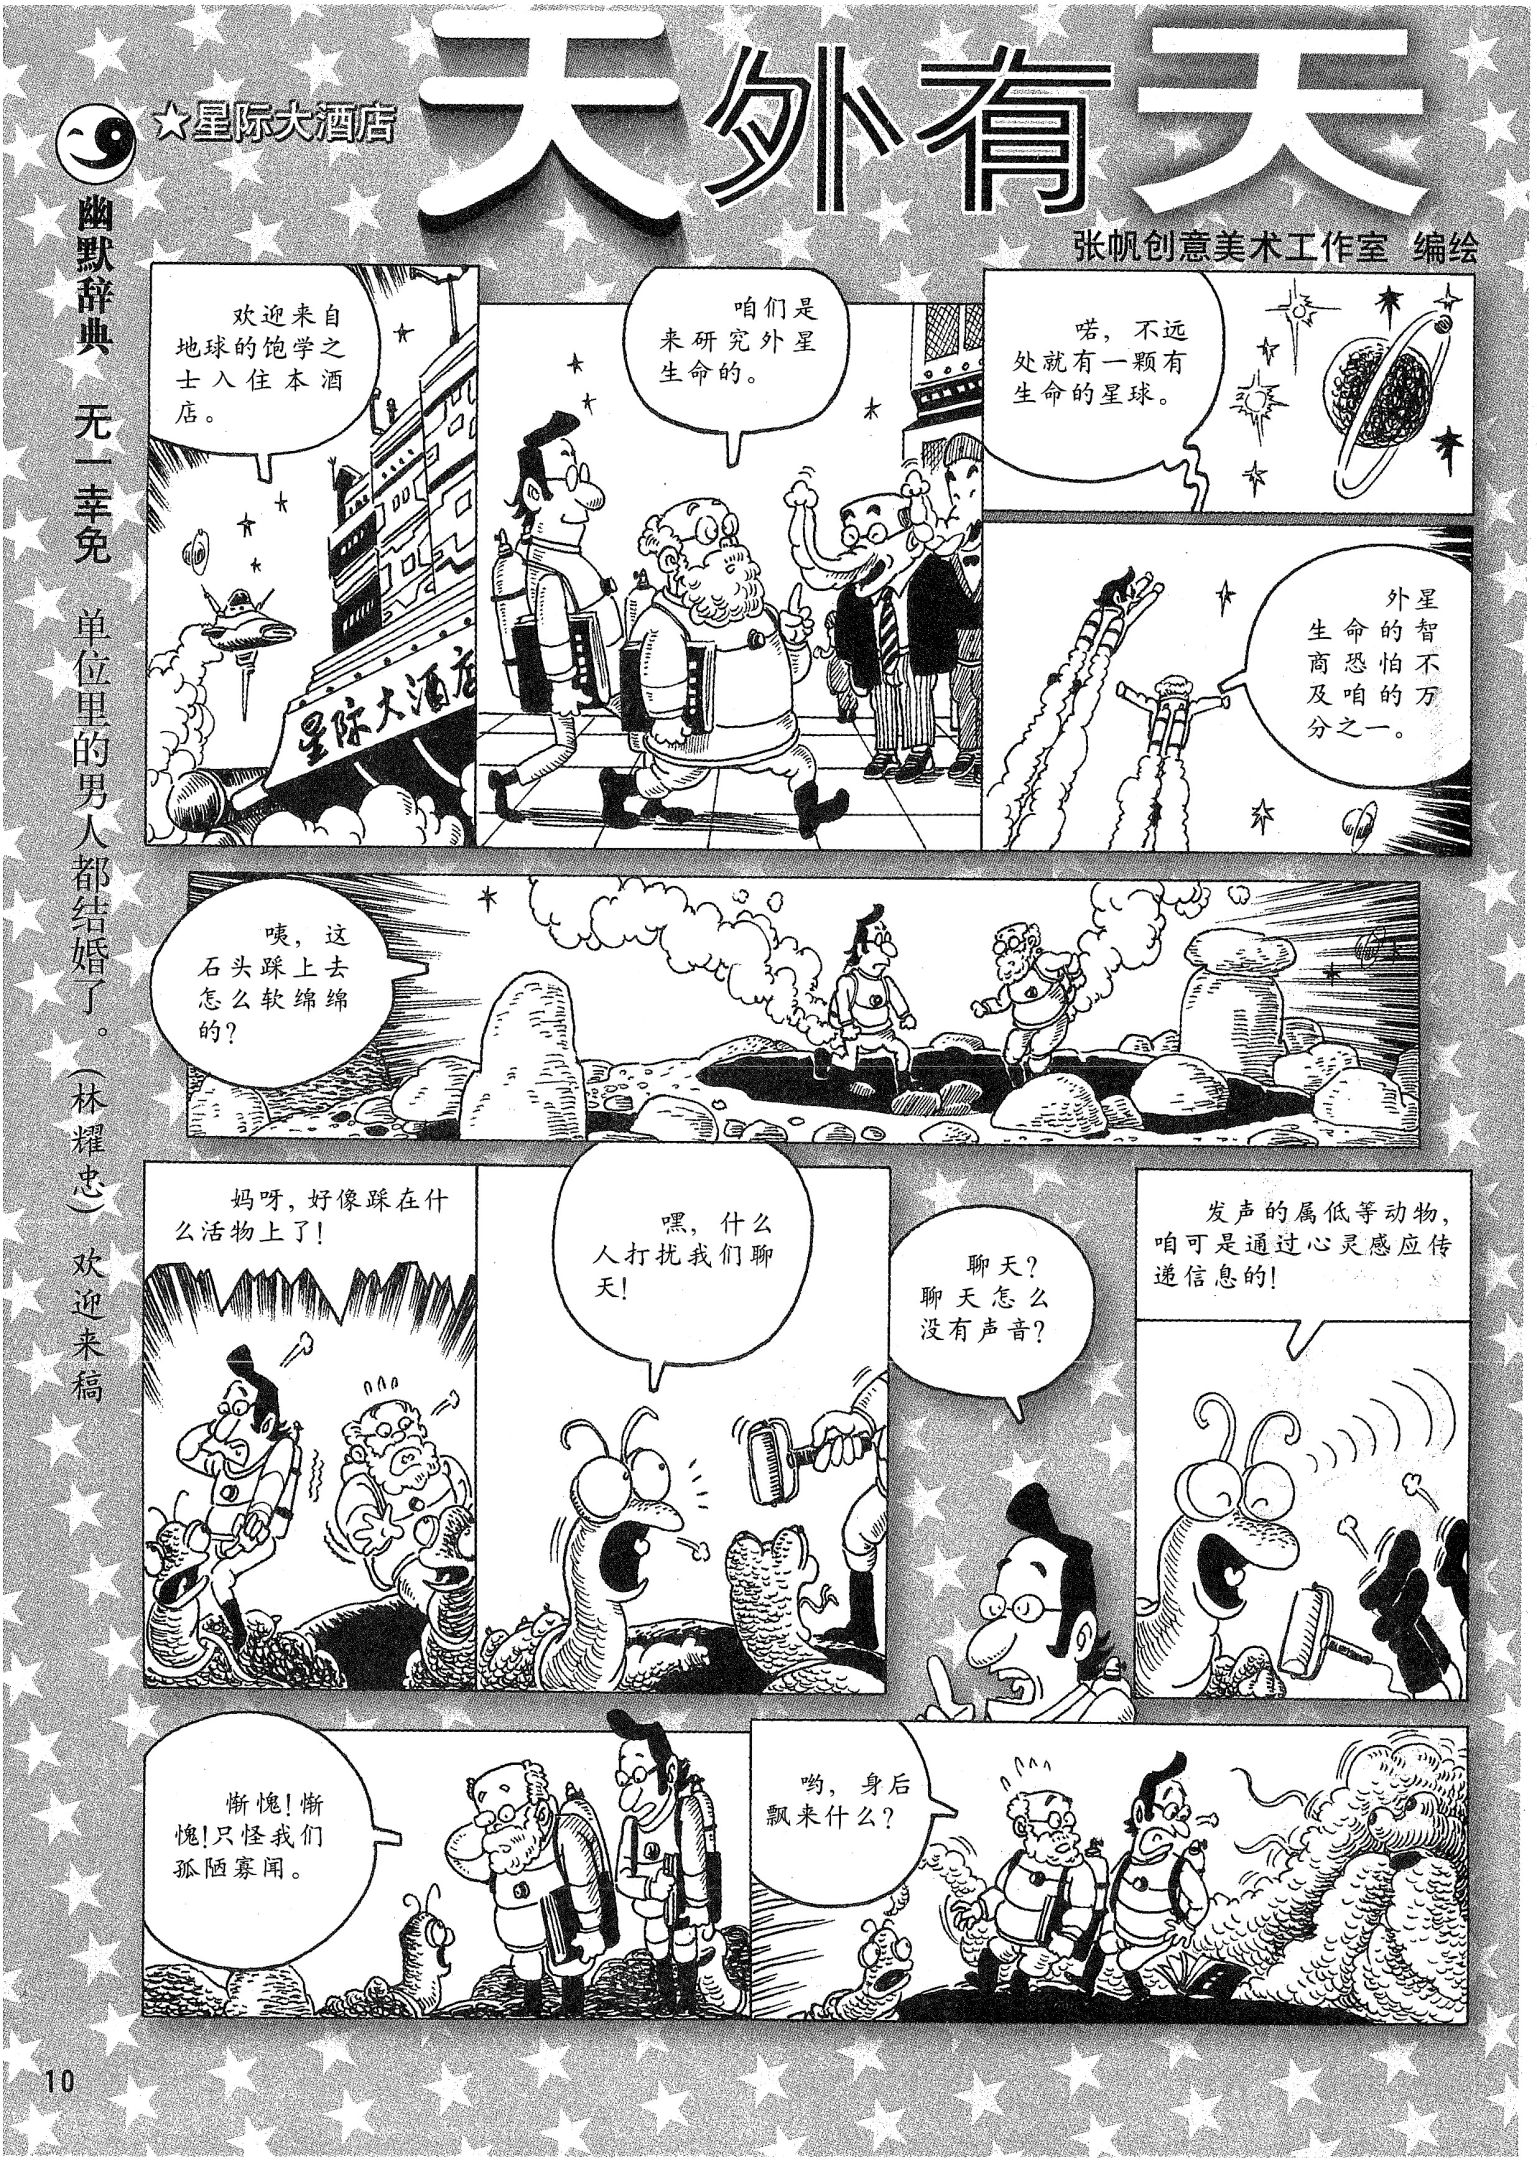 ★星际大酒店
天外有天
张帆创意美术工作室 编绘
幽默辞典 无一幸免 单位里的男人都结婚了。(林耀忠) 欢迎来稿
欢迎来自
地球的饱学之
士入住本酒
店。
星际大酒店
咱们是
来研究外星
生命的。
喏，不远
处就有一颗有
生命的星球。
外星
生命的智
商恐怕不
及咱的万
分之一。
咦，这
石头踩上去
怎么软绵绵
的？
妈呀，好像踩在什
么活物上了！
嘿，什么
人打扰我们聊
天！
聊天？
聊天怎么
没有声音？
发声的属低等动物，
咱可是通过心灵感应传
递信息的！
惭愧！惭
愧！只怪我们
孤陋寡闻。
哟，身后
飘来什么？
10